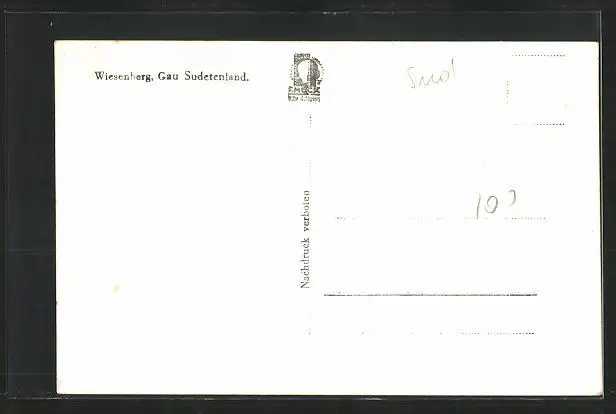 Wiesenberg, Gau Sudetenland.
Nachdruck verboten
100